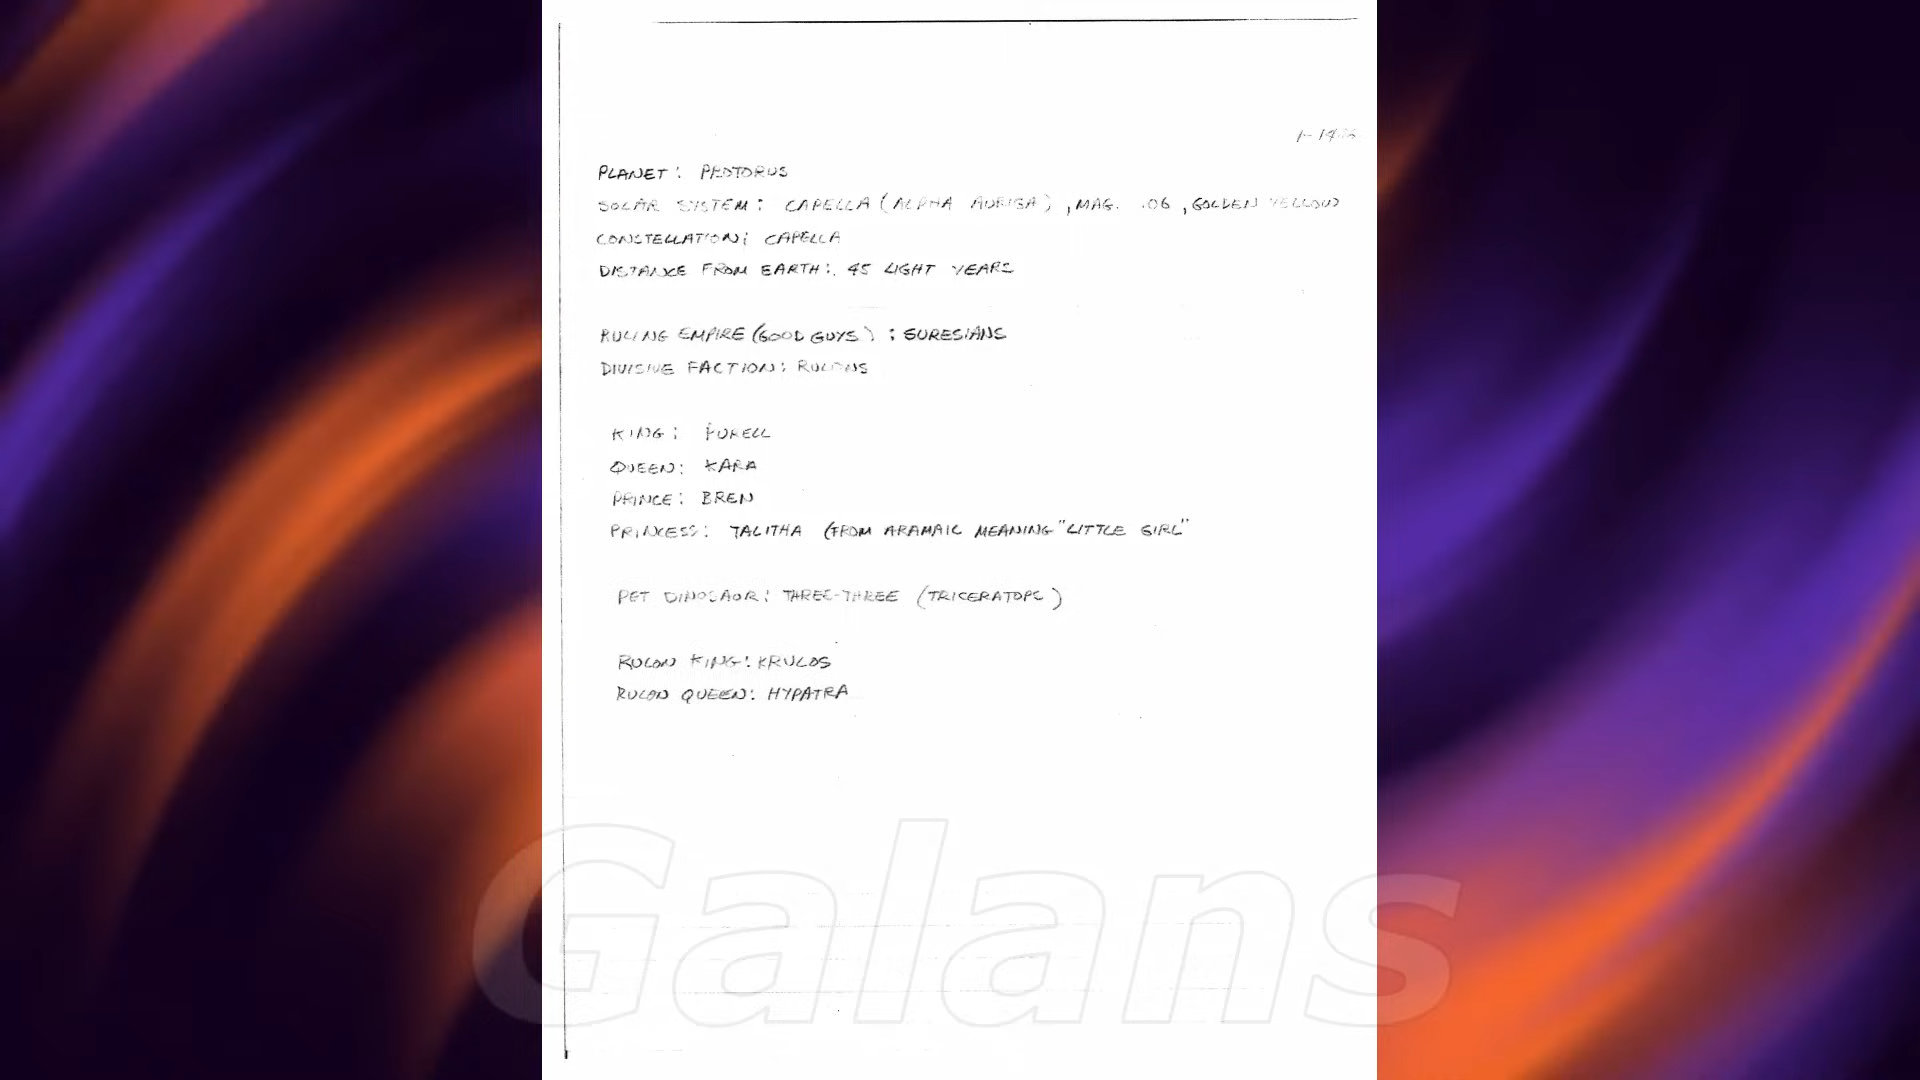 PLANET: PROTORUS
SOLAR SYSTEM: CAPELLA (ALPHA AURIGA), MAG. .06, GOLDEN YELLOW
CONSTELLATION: CAPELLA
DISTANCE FROM EARTH: 45 LIGHT YEARS
RULING EMPIRE (GOOD GUYS): SURESIANS
DIVISIVE FACTION: RULONS
KING:
QUEEN: KARA
PRINCE: BREN
PRINCESS: TALITHA (FROM ARAMAIC MEANING "LITTLE GIRL"
PET DINOSAUR: THREE-THREE (TRICERATOPS)
RULON KING: KRULOS
RULON QUEEN: HYPATRA
Galans